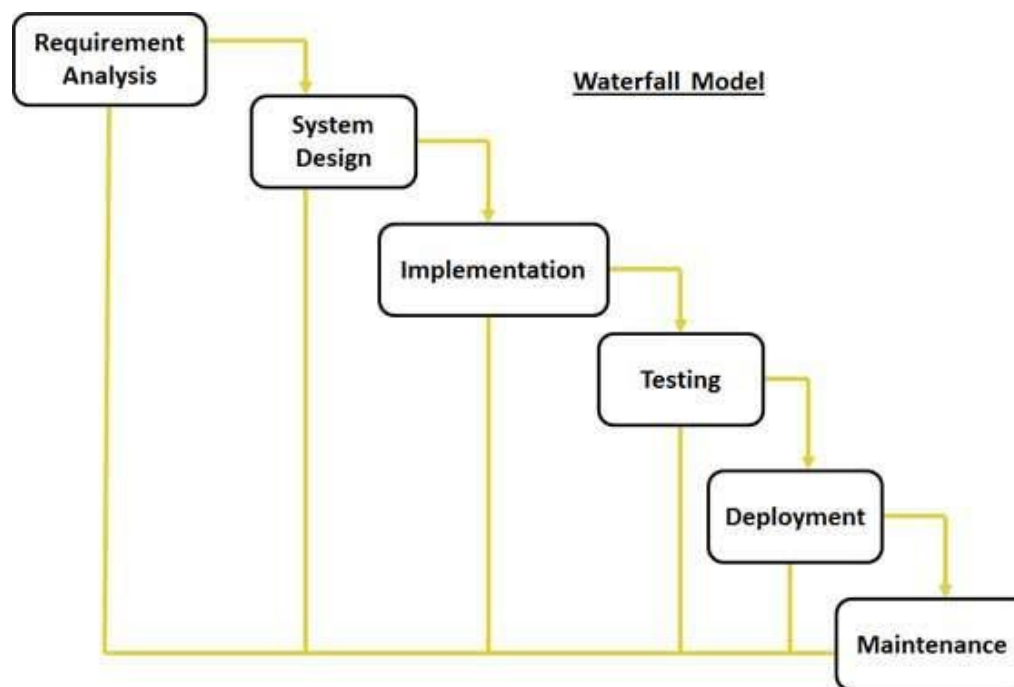 Requirement
Analysis
Waterfall Model
System
Design
Implementation
Testing
Deployment
Maintenance